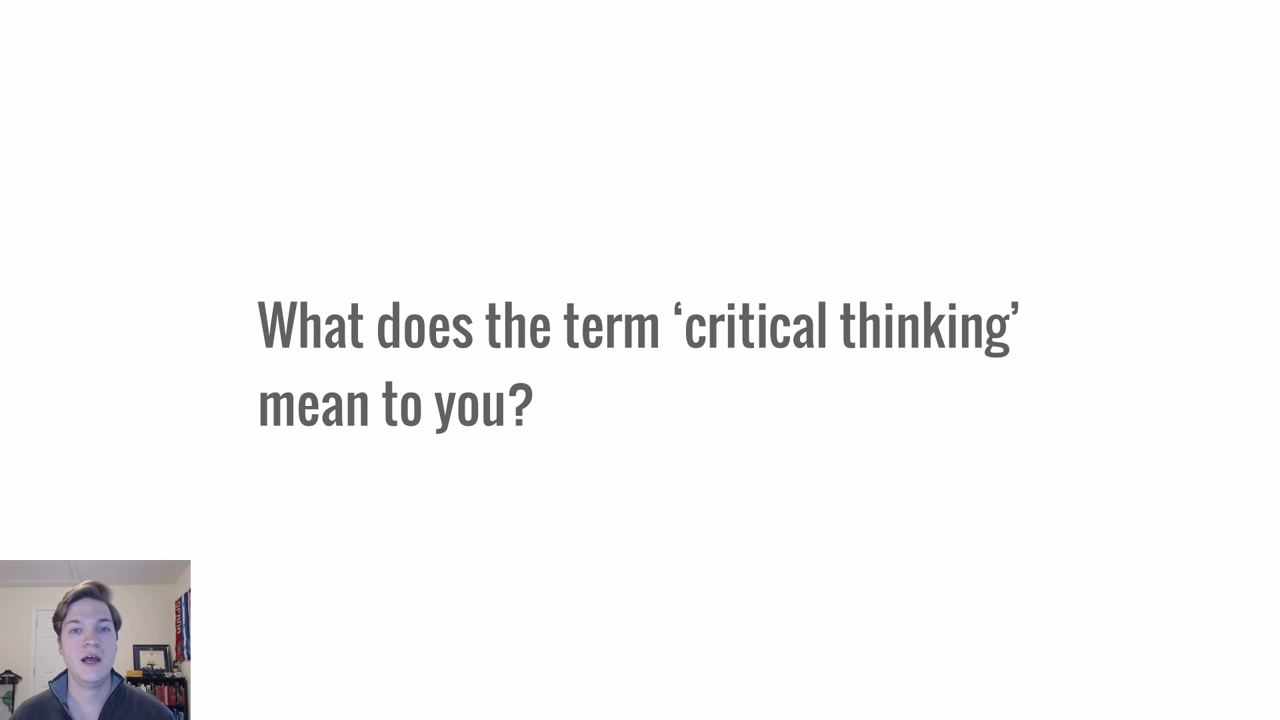 What does the term ‘critical thinking’
mean to you?